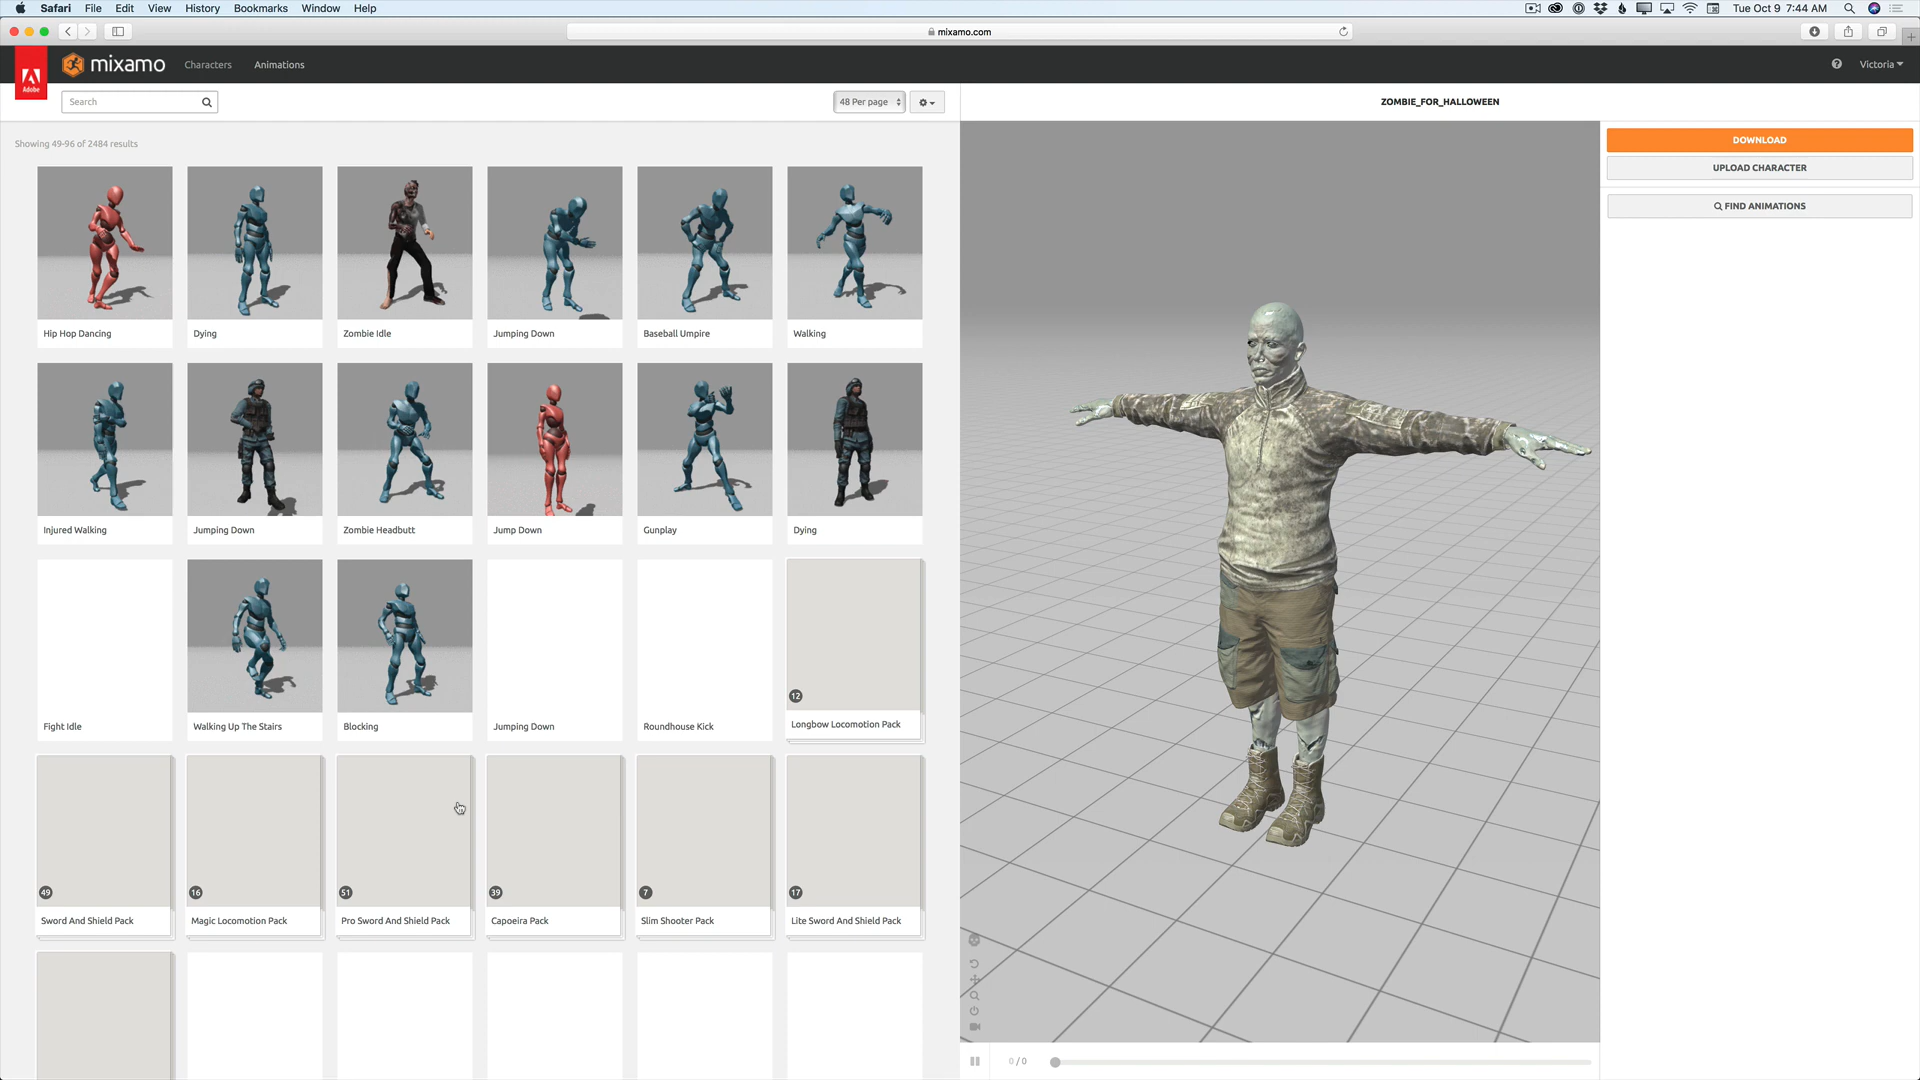 Safari File Edit View History Bookmarks Window Help
Tue Oct 9 7:44 AM
mixamo.com
Adobe
mixamo
Characters
Animations
Victoria
Search
48 Per page
ZOMBIE_FOR_HALLOWEEN
Showing 49-96 of 2484 results
DOWNLOAD
UPLOAD CHARACTER
FIND ANIMATIONS
Hip Hop Dancing
Dying
Zombie Idle
Jumping Down
Baseball Umpire
Walking
Injured Walking
Jumping Down
Zombie Headbutt
Jump Down
Gunplay
Dying
Fight Idle
Walking Up The Stairs
Blocking
Jumping Down
Roundhouse Kick
12
Longbow Locomotion Pack
49
Sword And Shield Pack
16
Magic Locomotion Pack
51
Pro Sword And Shield Pack
39
Capoeira Pack
7
Slim Shooter Pack
17
Lite Sword And Shield Pack
0 / 0